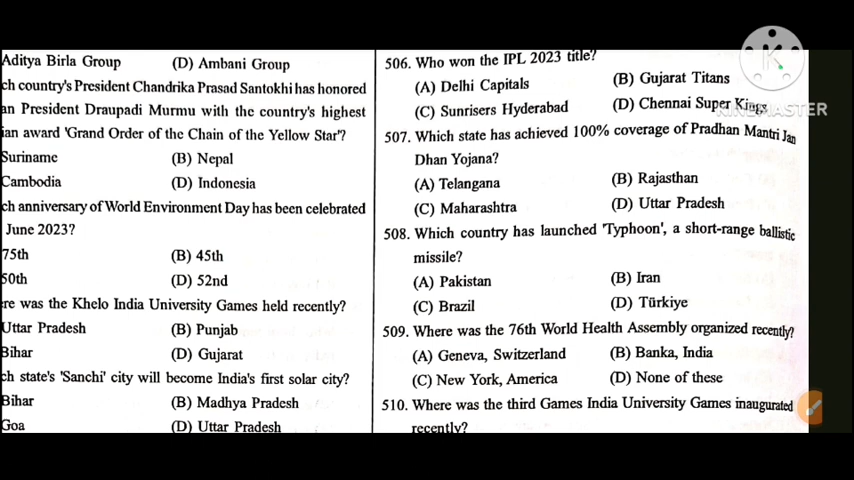 Aditya Birla Group (D) Ambani Group
ch country's President Chandrika Prasad Santokhi has honored
an President Draupadi Murmu with the country's highest
ian award 'Grand Order of the Chain of the Yellow Star'?
Suriname (B) Nepal
Cambodia (D) Indonesia
ch anniversary of World Environment Day has been celebrated
June 2023?
75th (B) 45th
50th (D) 52nd
re was the Khelo India University Games held recently?
Uttar Pradesh (B) Punjab
Bihar (D) Gujarat
ch state's 'Sanchi' city will become India's first solar city?
Bihar (B) Madhya Pradesh
Goa (D) Uttar Pradesh
506. Who won the IPL 2023 title?
(A) Delhi Capitals (B) Gujarat Titans
(C) Sunrisers Hyderabad (D) Chennai Super Kings
507. Which state has achieved 100% coverage of Pradhan Mantri Jan
Dhan Yojana?
(A) Telangana (B) Rajasthan
(C) Maharashtra (D) Uttar Pradesh
508. Which country has launched 'Typhoon', a short-range ballistic
missile?
(A) Pakistan (B) Iran
(C) Brazil (D) Türkiye
509. Where was the 76th World Health Assembly organized recently?
(A) Geneva, Switzerland (B) Banka, India
(C) New York, America (D) None of these
510. Where was the third Games India University Games inaugurated
recently?
K
KINEMASTER